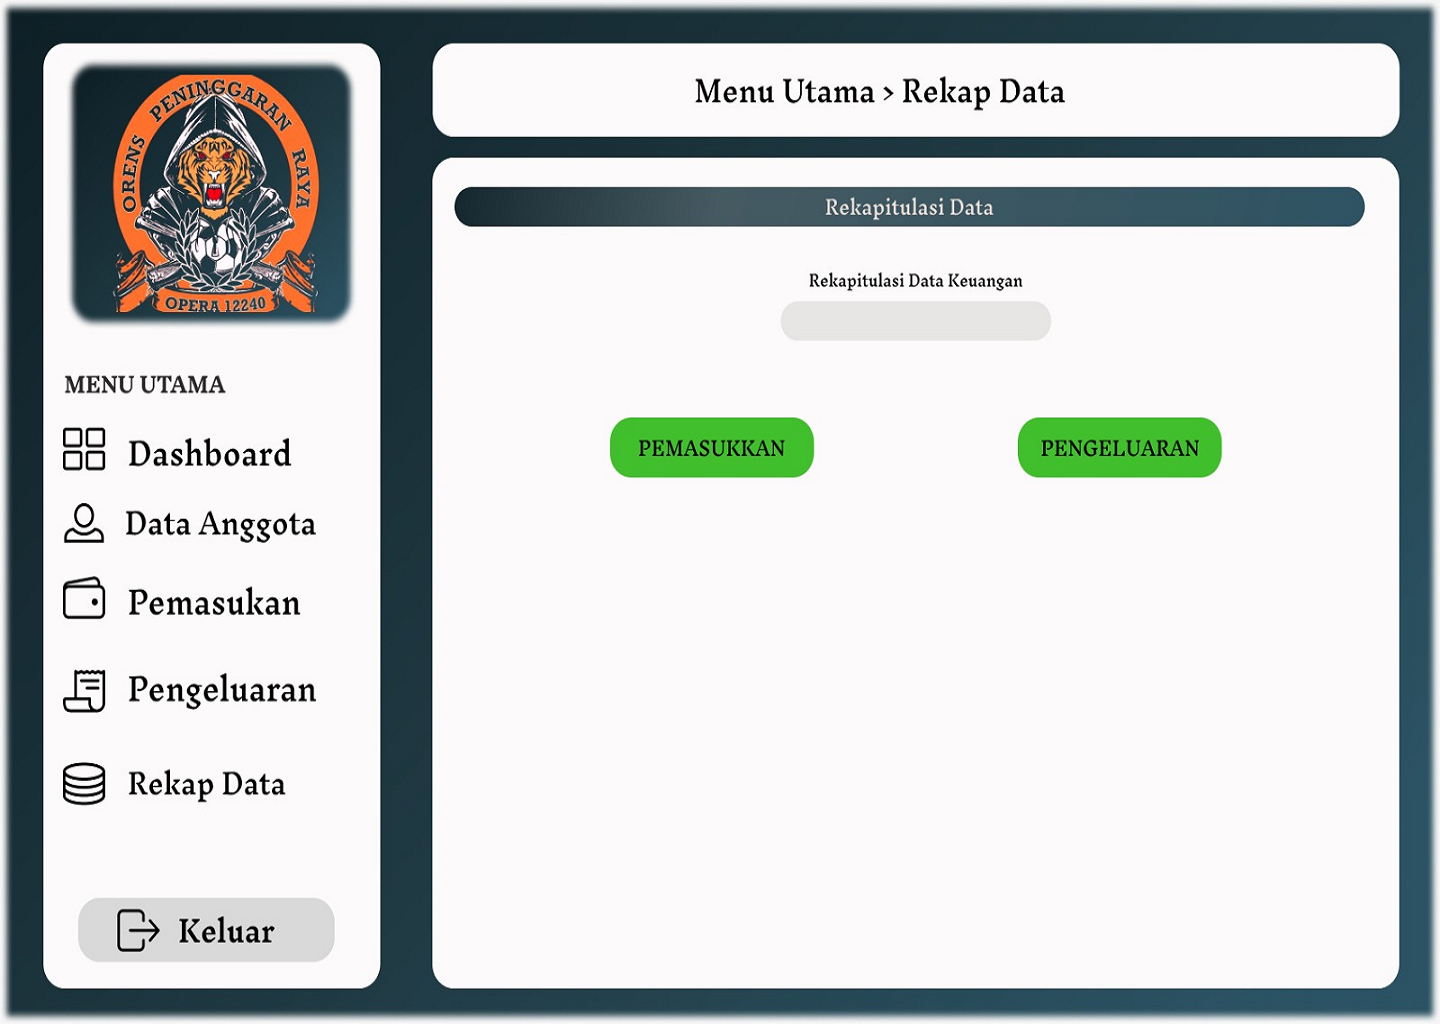 ORENS PENINGGARAN RAYA
OPERA 12240
MENU UTAMA
Dashboard
Data Anggota
Pemasukan
Pengeluaran
Rekap Data
Keluar
Menu Utama > Rekap Data
Rekapitulasi Data
Rekapitulasi Data Keuangan
PEMASUKKAN
PENGELUARAN